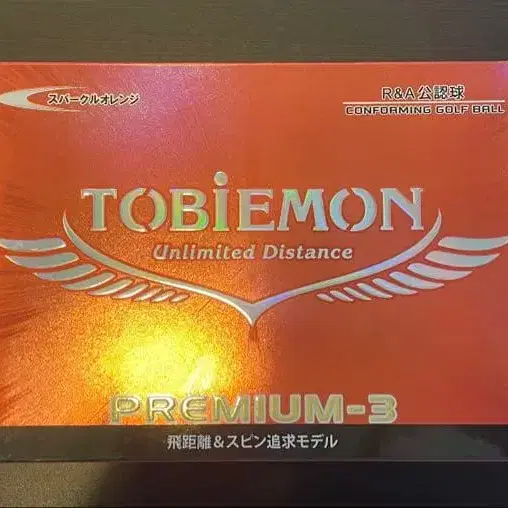 スパークルオレンジ
R&A公認球
CONFORMING GOLF BALL
TOBiEMON
Unlimited Distance
PREMIUM-3
飛距離&スピン追求モデル